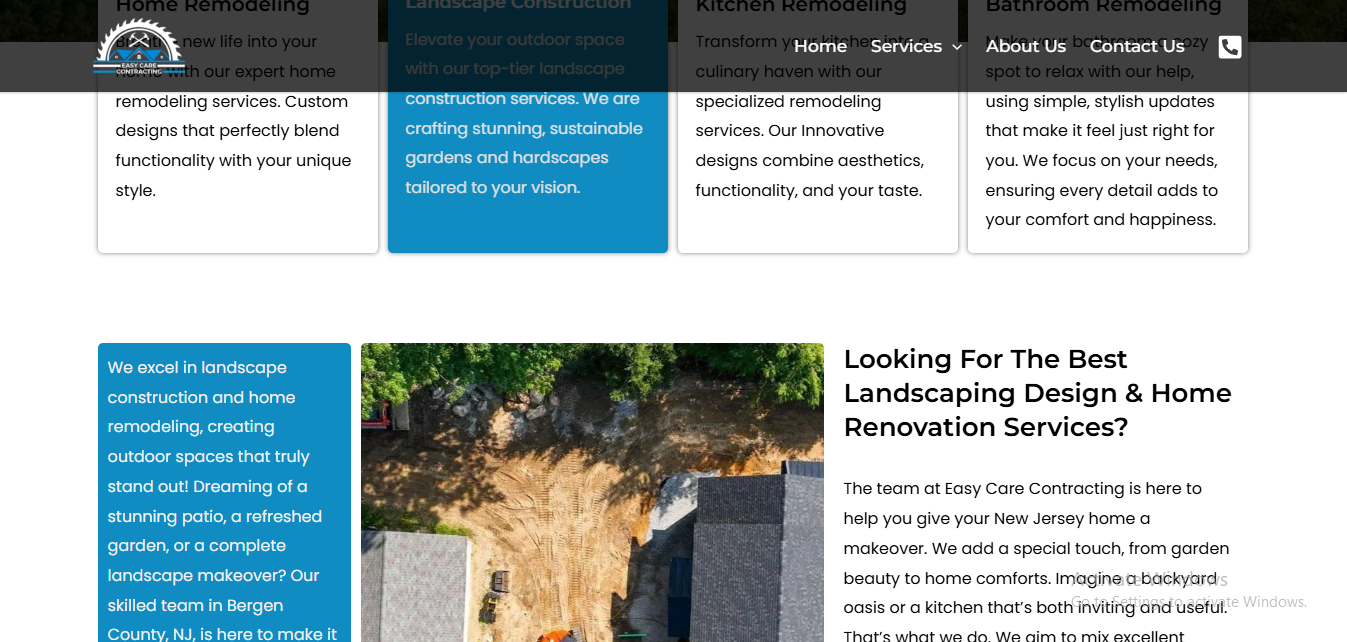 Home Remodeling
Breathe new life into your
home with our expert home
remodeling services. Custom
designs that perfectly blend
functionality with your unique
style.
Landscape Construction
Elevate your outdoor space
with our top-tier landscape
construction services. We are
crafting stunning, sustainable
gardens and hardscapes
tailored to your vision.
Kitchen Remodeling
Transform your kitchen into a
culinary haven with our
specialized remodeling
services. Our Innovative
designs combine aesthetics,
functionality, and your taste.
Bathroom Remodeling
Make your bathroom a cozy
spot to relax with our help,
using simple, stylish updates
that make it feel just right for
you. We focus on your needs,
ensuring every detail adds to
your comfort and happiness.
EASY CARE
CONTRACTING
Home
Services
About Us
Contact Us
We excel in landscape
construction and home
remodeling, creating
outdoor spaces that truly
stand out! Dreaming of a
stunning patio, a refreshed
garden, or a complete
landscape makeover? Our
skilled team in Bergen
County, NJ, is here to make it
Looking For The Best
Landscaping Design & Home
Renovation Services?
The team at Easy Care Contracting is here to
help you give your New Jersey home a
makeover. We add a special touch, from garden
beauty to home comforts. Imagine a backyard
oasis or a kitchen that’s both inviting and useful.
That’s what we do. We aim to mix excellent
Activate Windows
Go to Settings to activate Windows.